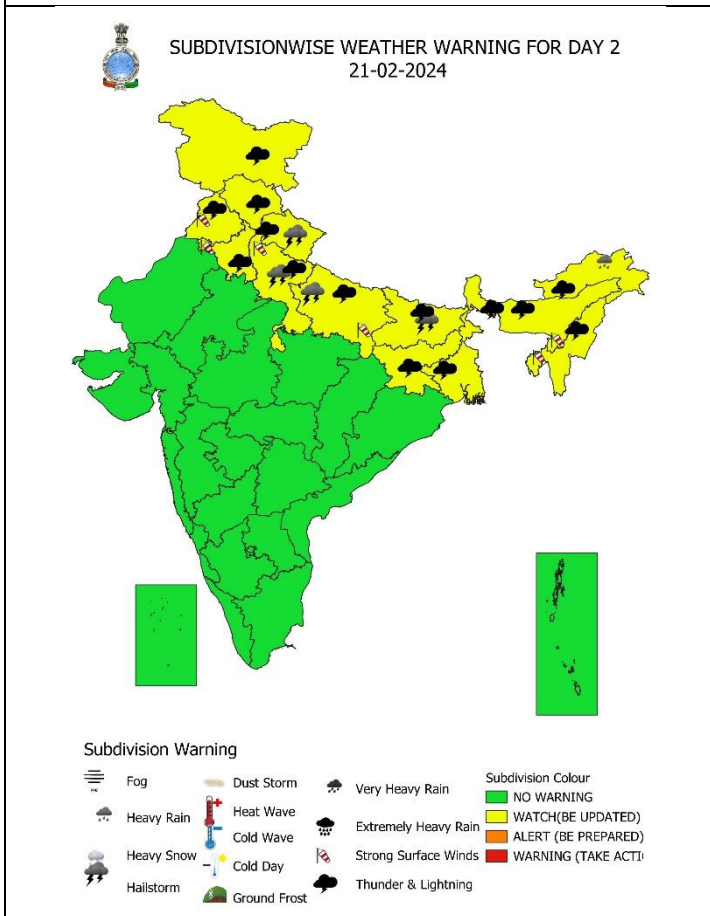 SUBDIVISIONWISE WEATHER WARNING FOR DAY 2
21-02-2024
Subdivision Warning
Fog
Heavy Rain
Heavy Snow
Hailstorm
Dust Storm
Heat Wave
Cold Wave
Cold Day
Ground Frost
Very Heavy Rain
Extremely Heavy Rain
Strong Surface Winds
Thunder & Lightning
Subdivision Colour
NO WARNING
WATCH(BE UPDATED)
ALERT (BE PREPARED)
WARNING (TAKE ACTI